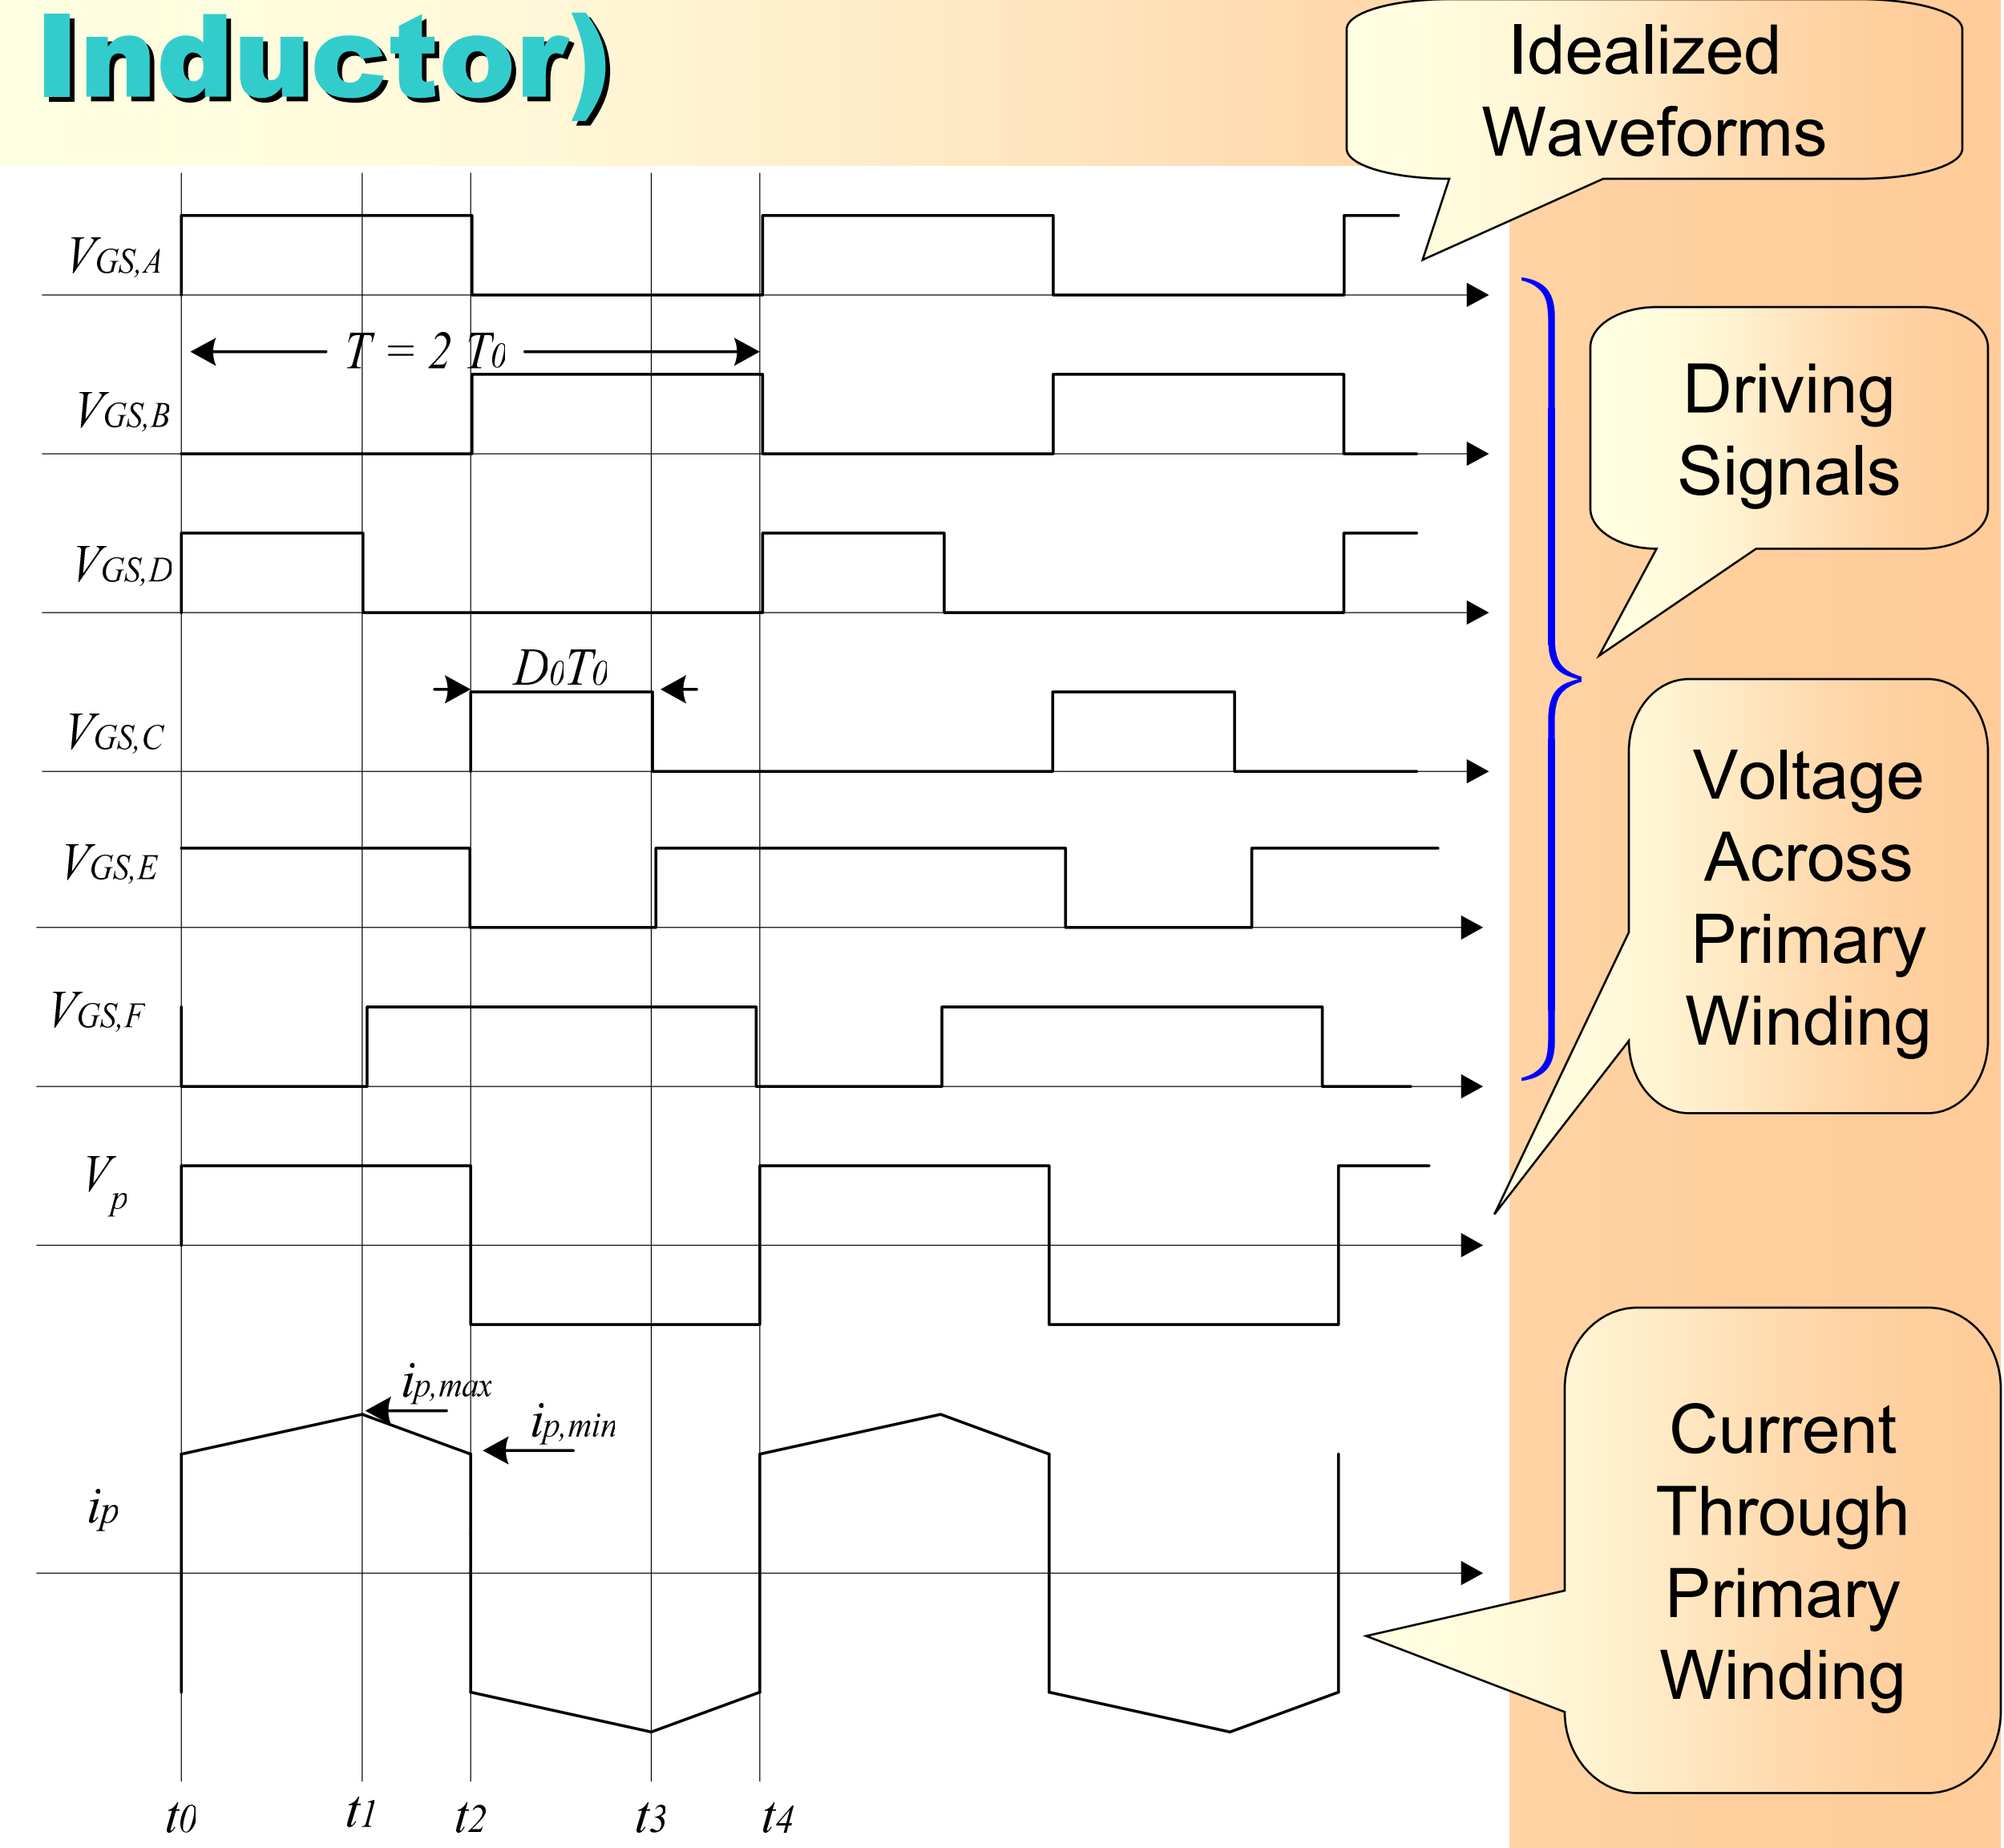 Inductor)
Idealized
Waveforms
VGS,A
T = 2 T0
VGS,B
Driving
Signals
VGS,D
D0T0
VGS,C
Voltage
Across
Primary
Winding
VGS,E
VGS,F
Vp
ip,max
ip,min
ip
Current
Through
Primary
Winding
t0 t1 t2 t3 t4